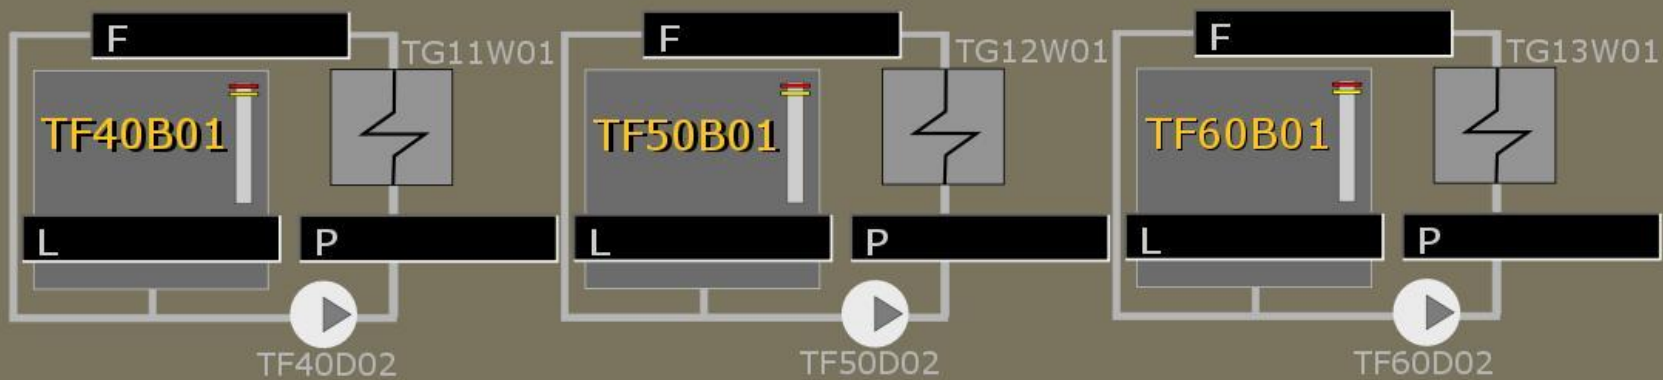 F
TG11W01
F
TG12W01
F
TG13W01
TF40B01
TF50B01
TF60B01
L
P
L
P
L
P
TF40D02
TF50D02
TF60D02